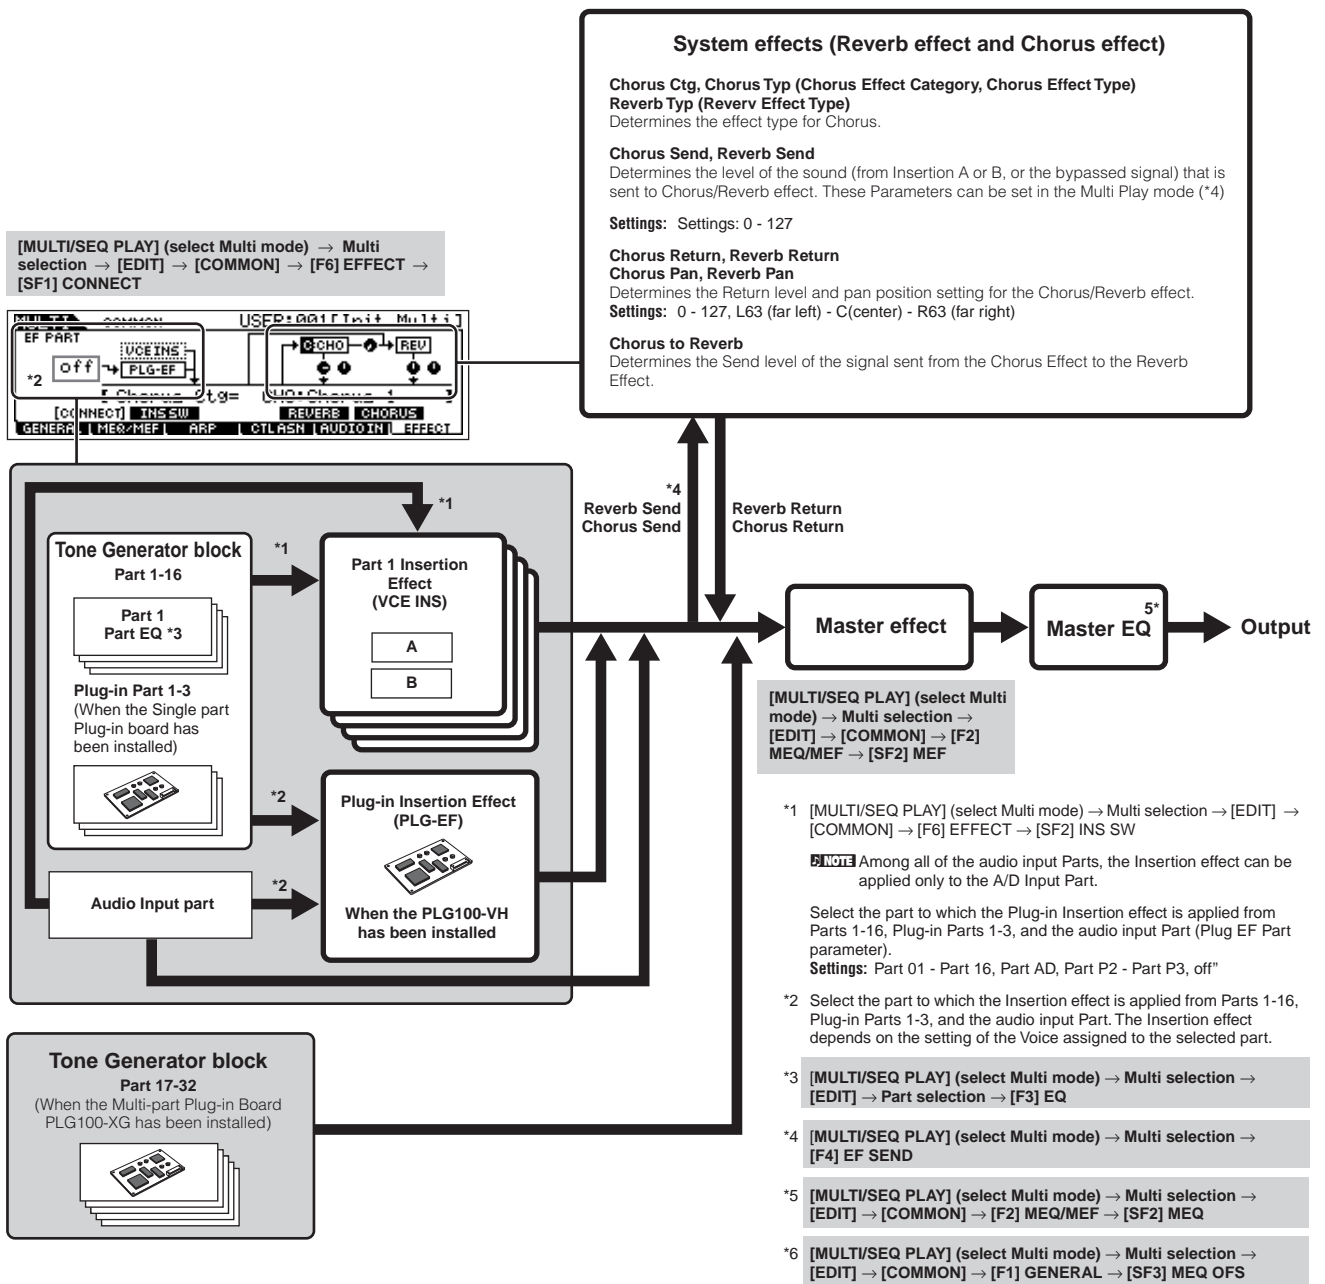 System effects (Reverb effect and Chorus effect)
Chorus Ctg, Chorus Typ (Chorus Effect Category, Chorus Effect Type)
Reverb Typ (Reverv Effect Type)
Determines the effect type for Chorus.
Chorus Send, Reverb Send
Determines the level of the sound (from Insertion A or B, or the bypassed signal) that is
sent to Chorus/Reverb effect. These Parameters can be set in the Multi Play mode (*4)
Settings: Settings: 0 - 127
Chorus Return, Reverb Return
Chorus Pan, Reverb Pan
Determines the Return level and pan position setting for the Chorus/Reverb effect.
Settings: 0 - 127, L63 (far left) - C(center) - R63 (far right)
Chorus to Reverb
Determines the Send level of the signal sent from the Chorus Effect to the Reverb
Effect.
[MULTI/SEQ PLAY] (select Multi mode) → Multi
selection → [EDIT] → [COMMON] → [F6] EFFECT →
[SF1] CONNECT
MULTI COMMON USER:001[Init Multi]
EF PART
VCEINS
off PLG-EF
*2
C:CHO REV
[ Chorus Ctg= CHO:Chorus 1 ]
[CONNECT] INS SW REVERB CHORUS
GENERAL MEQ/MEF ARP CTLASN AUDIOIN EFFECT
*4
Reverb Send
Chorus Send
Reverb Return
Chorus Return
*1
Tone Generator block
Part 1-16
Part 1
Part EQ *3
Plug-in Part 1-3
(When the Single part
Plug-in board has
been installed)
*1
Part 1 Insertion
Effect
(VCE INS)
A
B
*2
Plug-in Insertion Effect
(PLG-EF)
When the PLG100-VH
has been installed
Audio Input part
*2
Master effect
5*
Master EQ
Output
[MULTI/SEQ PLAY] (select Multi
mode) → Multi selection →
[EDIT] → [COMMON] → [F2]
MEQ/MEF → [SF2] MEF
Tone Generator block
Part 17-32
(When the Multi-part Plug-in Board
PLG100-XG has been installed)
*1 [MULTI/SEQ PLAY] (select Multi mode) → Multi selection → [EDIT] →
[COMMON] → [F6] EFFECT → [SF2] INS SW
NOTE Among all of the audio input Parts, the Insertion effect can be
applied only to the A/D Input Part.
Select the part to which the Plug-in Insertion effect is applied from
Parts 1-16, Plug-in Parts 1-3, and the audio input Part (Plug EF Part
parameter).
Settings: Part 01 - Part 16, Part AD, Part P2 - Part P3, off”
*2 Select the part to which the Insertion effect is applied from Parts 1-16,
Plug-in Parts 1-3, and the audio input Part. The Insertion effect
depends on the setting of the Voice assigned to the selected part.
*3 [MULTI/SEQ PLAY] (select Multi mode) → Multi selection →
[EDIT] → Part selection → [F3] EQ
*4 [MULTI/SEQ PLAY] (select Multi mode) → Multi selection →
[F4] EF SEND
*5 [MULTI/SEQ PLAY] (select Multi mode) → Multi selection →
[EDIT] → [COMMON] → [F2] MEQ/MEF → [SF2] MEQ
*6 [MULTI/SEQ PLAY] (select Multi mode) → Multi selection →
[EDIT] → [COMMON] → [F1] GENERAL → [SF3] MEQ OFS